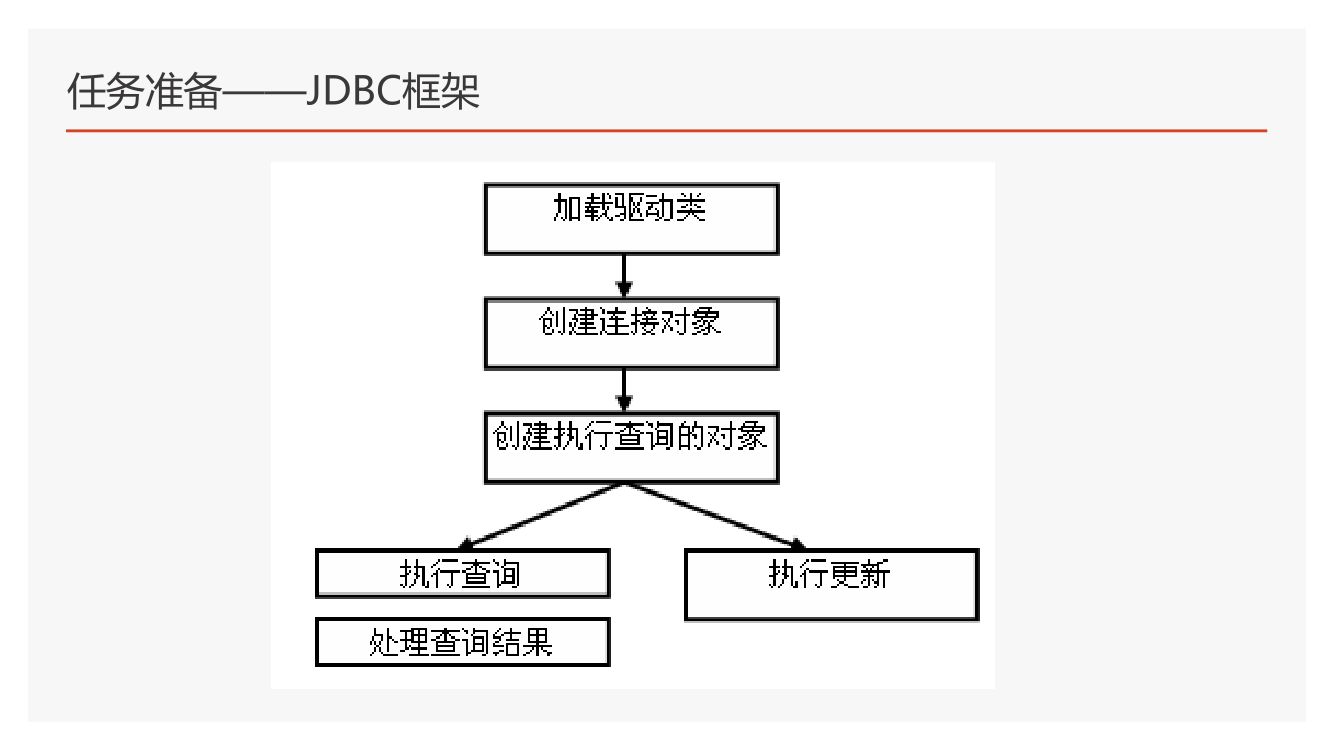 任务准备——JDBC框架
加载驱动类
创建连接对象
创建执行查询的对象
执行查询
执行更新
处理查询结果